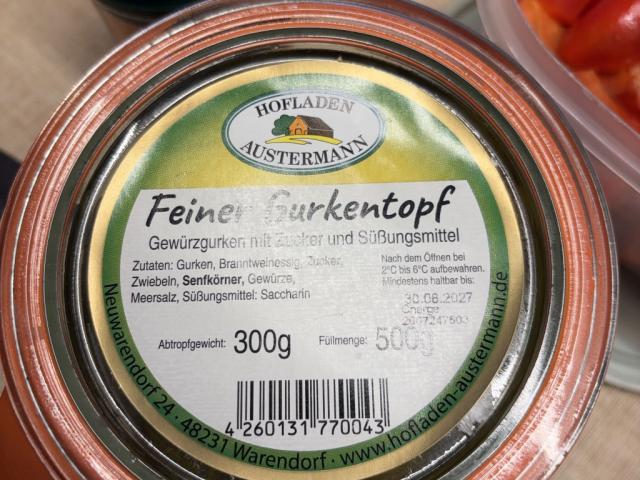 HOFLADEN
AUSTERMANN
Feiner Gurkentopf
Gewürzgurken mit Zucker und Süßungsmittel
Zutaten: Gurken, Branntweinessig, Zucker,
Zwiebeln, Senfkörner, Gewürze,
Meersalz, Süßungsmittel: Saccharin
Nach dem Öffnen bei
2°C bis 6°C aufbewahren.
Mindestens haltbar bis:
30.08.2027
Charge
Abtropfgewicht: 300g
Füllmenge: 500g
4 260131 770043
Neuwarendorf 24 · 48231 Warendorf · www.hofladen-austermann.de